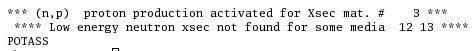 *** (n,p)  proton production activated for Xsec mat. #    3 ***
**** Low energy neutron xsec not found for some media  12 13 ****
POTASS